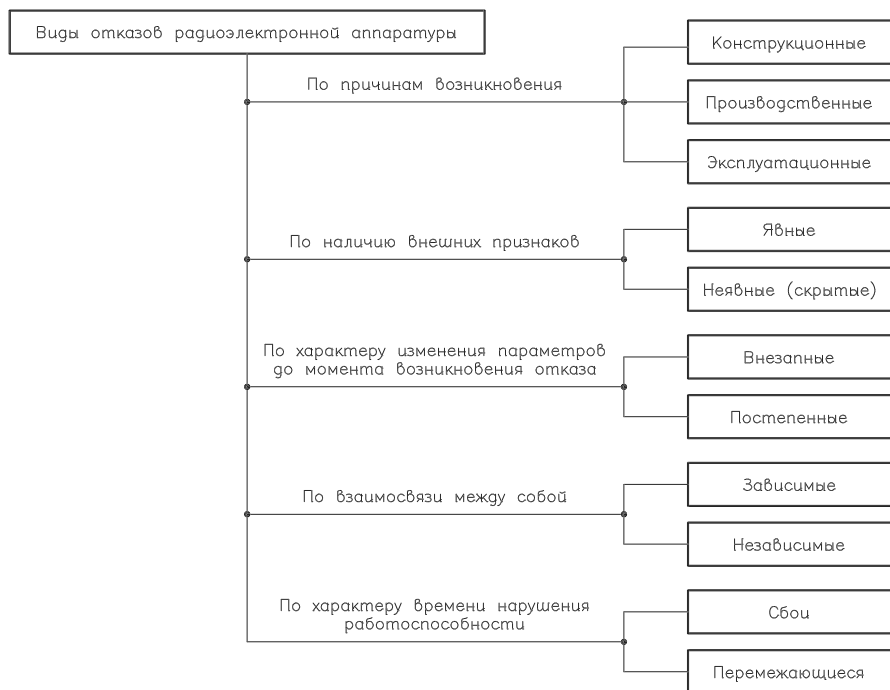 Виды отказов радиоэлектронной аппаратуры
По причинам возникновения
Конструкционные
Производственные
Эксплуатационные
По наличию внешних признаков
Явные
Неявные (скрытые)
По характеру изменения параметров
до момента возникновения отказа
Внезапные
Постепенные
По взаимосвязи между собой
Зависимые
Независимые
По характеру времени нарушения
работоспособности
Сбои
Перемежающиеся